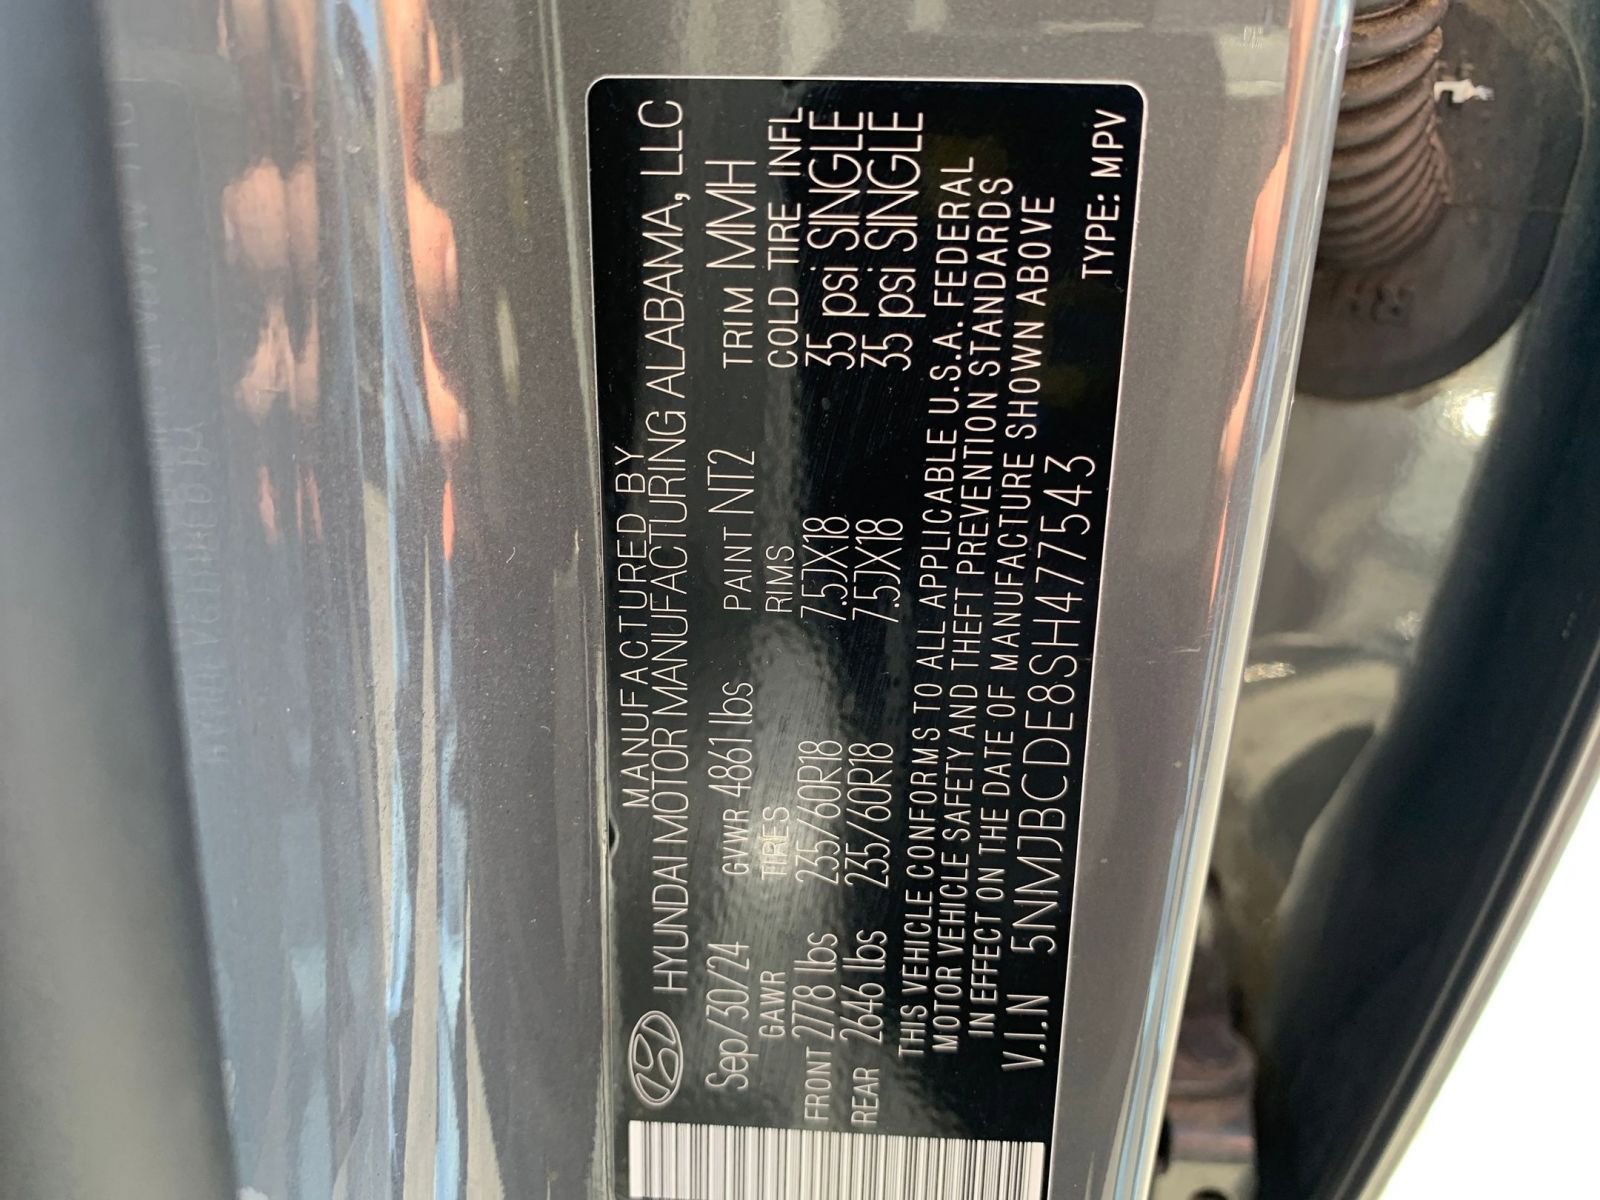 MANUFACTURED BY
HYUNDAI MOTOR MANUFACTURING ALABAMA, LLC
Sep/30/24 GVWR 4861 lbs PAINT NT2 TRIM MMH
GAWR TIRES RIMS COLD TIRE INFL
FRONT 2778 lbs 235/60R18 7.5JX18 35 psi SINGLE
REAR 2646 lbs 235/60R18 7.5JX18 35 psi SINGLE
THIS VEHICLE CONFORMS TO ALL APPLICABLE U.S.A. FEDERAL
MOTOR VEHICLE SAFETY AND THEFT PREVENTION STANDARDS
IN EFFECT ON THE DATE OF MANUFACTURE SHOWN ABOVE
V.I.N 5NMJBCDE8SH477543 TYPE: MPV